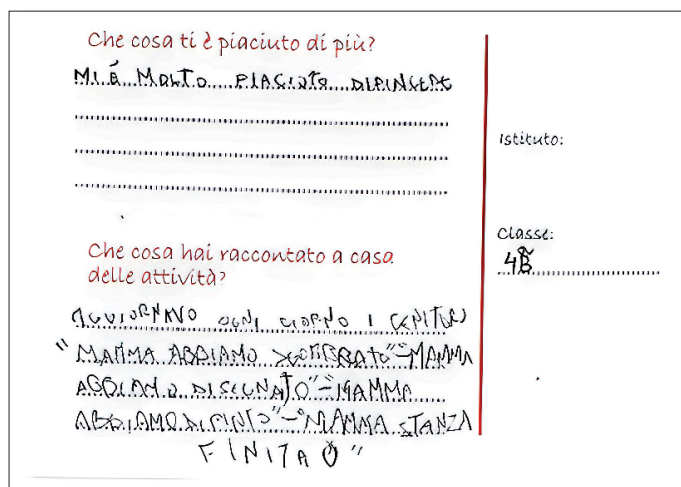 Che cosa ti è piaciuto di più?
MI È MOLTO PIACIUTO DIPINGERE
Istituto:
Classe:
4B
Che cosa hai raccontato a casa
delle attività?
AGGIORNAVO OGNI GIORNO I GENITORI
"MAMMA ABBIAMO SGOMBRATO"-"MAMMA
ABBIAMO DISEGNATO"-"MAMMA
ABBIAMO DIPINTO"-"MAMMA STANZA
FINITA"